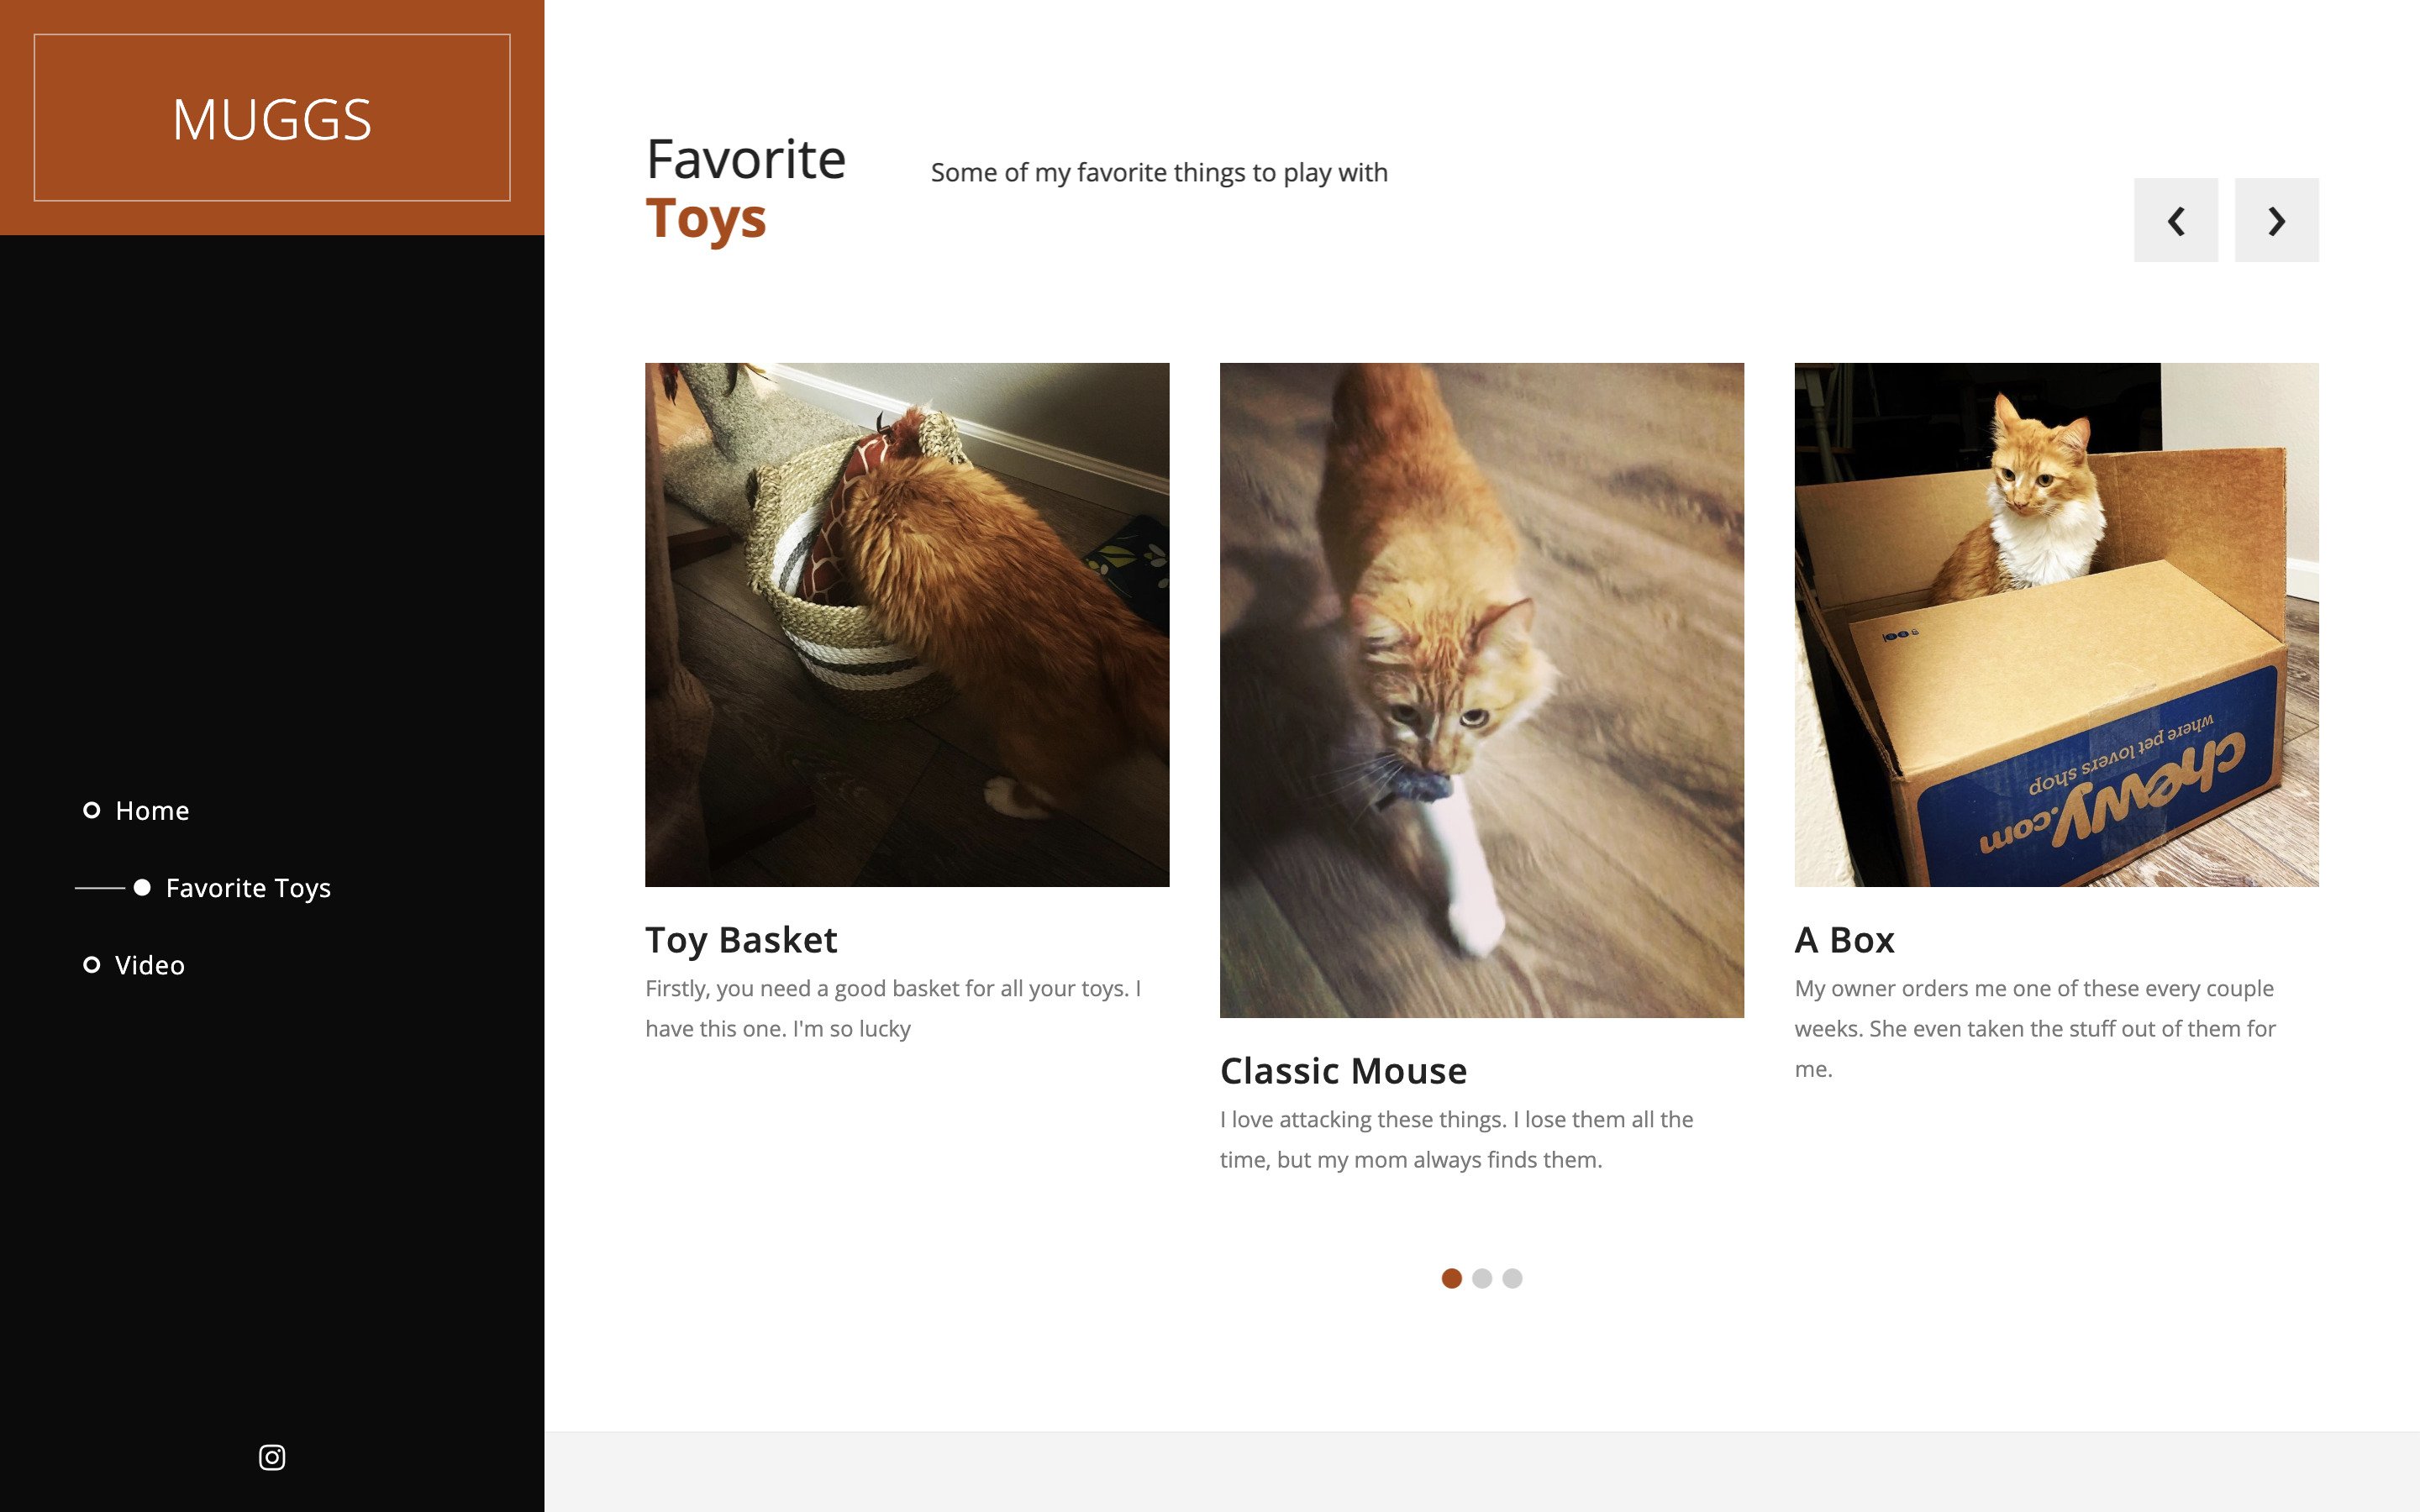 MUGGS
Home
Favorite Toys
Video
Favorite
Toys
Some of my favorite things to play with
chewy.com
where pet lovers shop
Toy Basket
Firstly, you need a good basket for all your toys. I
have this one. I'm so lucky
Classic Mouse
I love attacking these things. I lose them all the
time, but my mom always finds them.
A Box
My owner orders me one of these every couple
weeks. She even taken the stuff out of them for
me.